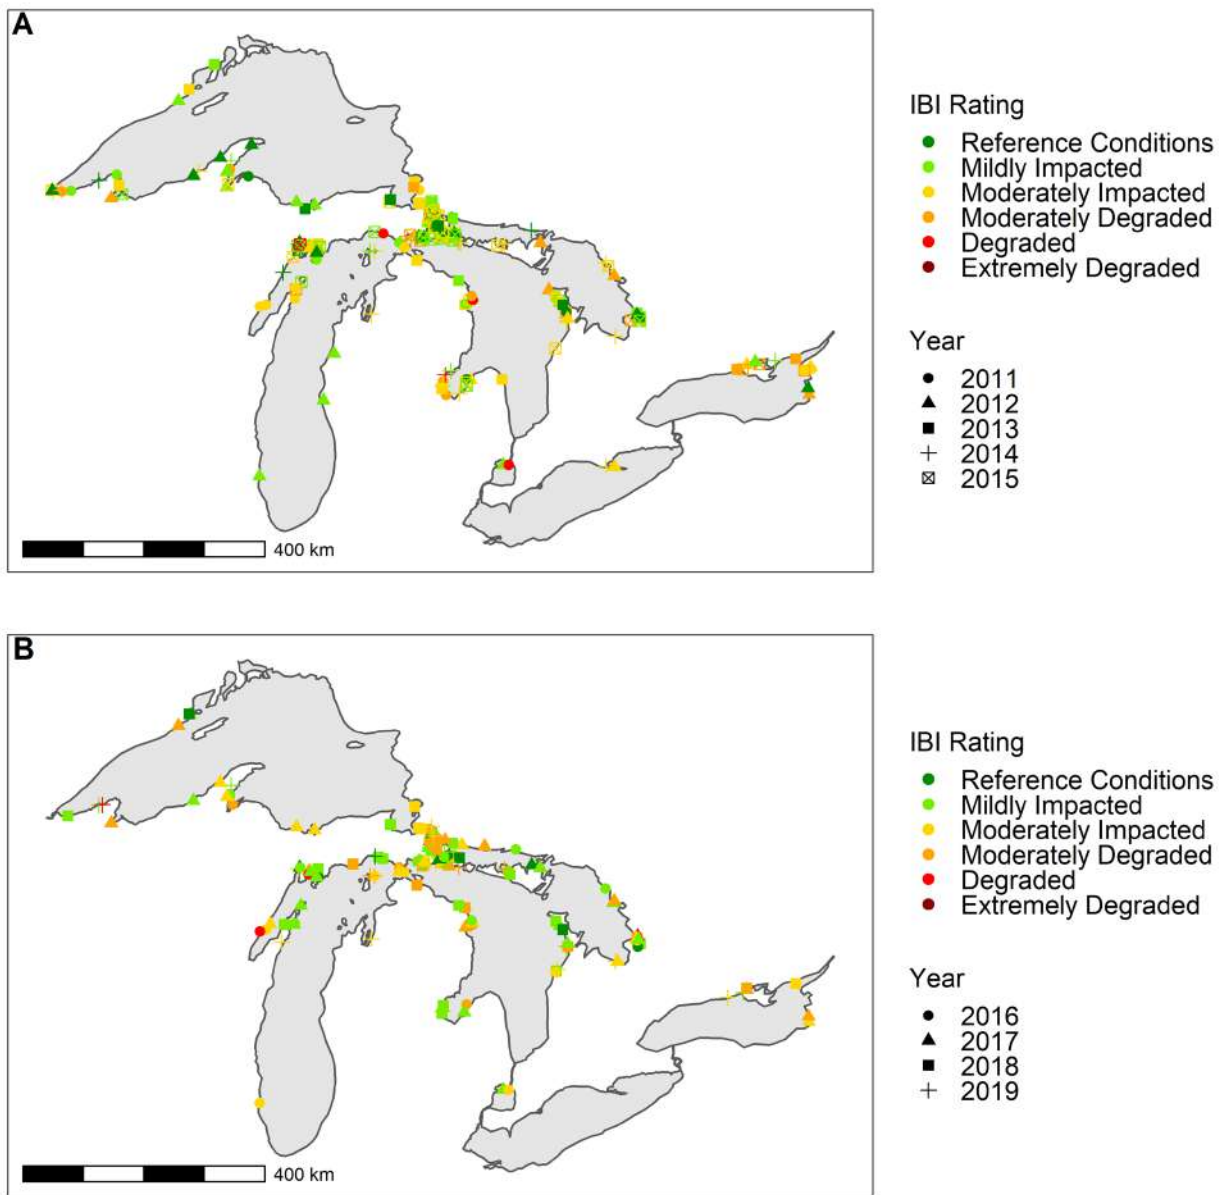 A
IBI Rating
Reference Conditions
Mildly Impacted
Moderately Impacted
Moderately Degraded
Degraded
Extremely Degraded
Year
2011
2012
2013
2014
2015
400 km
B
IBI Rating
Reference Conditions
Mildly Impacted
Moderately Impacted
Moderately Degraded
Degraded
Extremely Degraded
Year
2016
2017
2018
2019
400 km